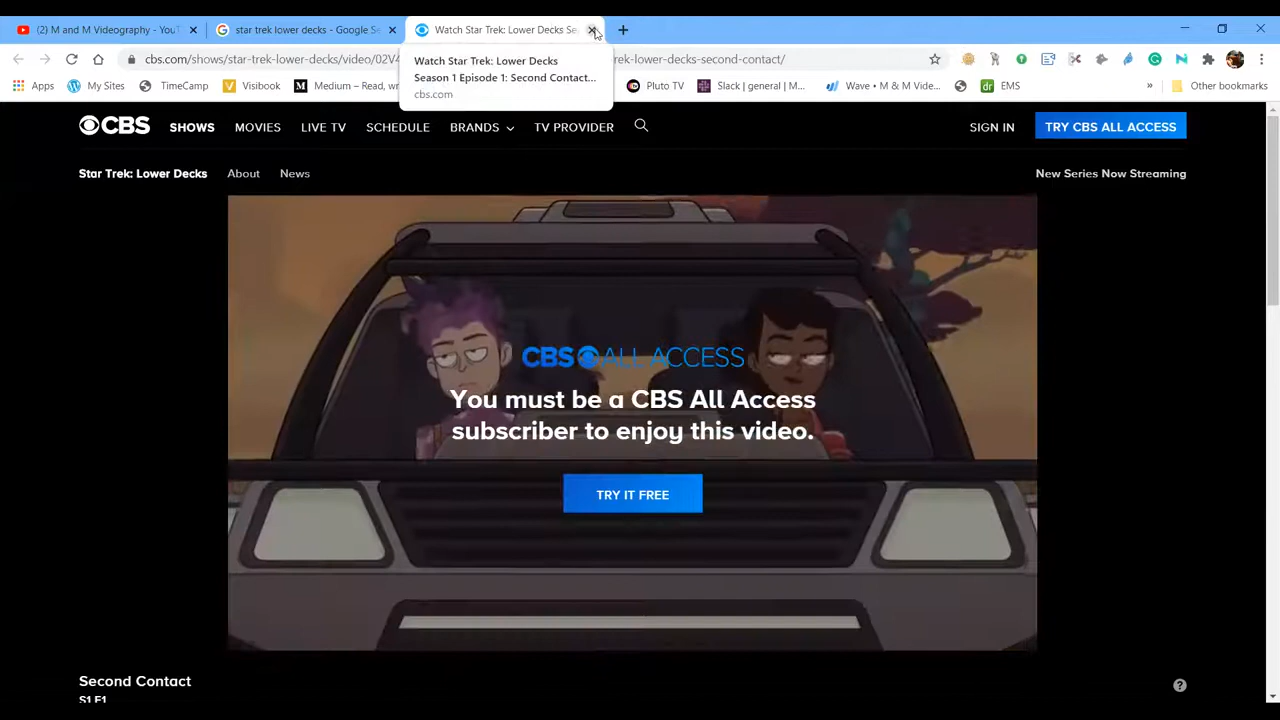 (2) M and M Videography - YouT
star trek lower decks - Google Se
Watch Star Trek: Lower Decks Se
cbs.com/shows/star-trek-lower-decks/video/02V4
rek-lower-decks-second-contact/
Watch Star Trek: Lower Decks
Season 1 Episode 1: Second Contact...
cbs.com
Apps
My Sites
TimeCamp
Visibook
Medium – Read, wr
Pluto TV
Slack | general | M...
Wave • M & M Vide...
dr
EMS
»
Other bookmarks
CBS
SHOWS
MOVIES
LIVE TV
SCHEDULE
BRANDS
TV PROVIDER
SIGN IN
TRY CBS ALL ACCESS
Star Trek: Lower Decks
About
News
New Series Now Streaming
CBS ALL ACCESS
You must be a CBS All Access
subscriber to enjoy this video.
TRY IT FREE
Second Contact
S1 E1